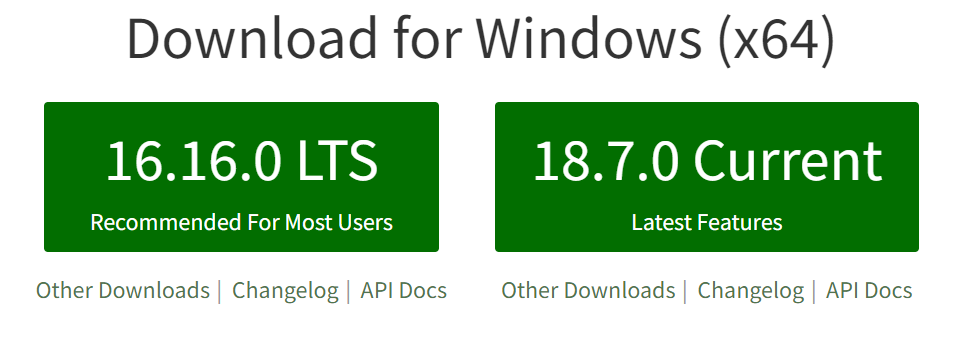 Download for Windows (x64)
16.16.0 LTS
Recommended For Most Users
18.7.0 Current
Latest Features
Other Downloads | Changelog | API Docs
Other Downloads | Changelog | API Docs